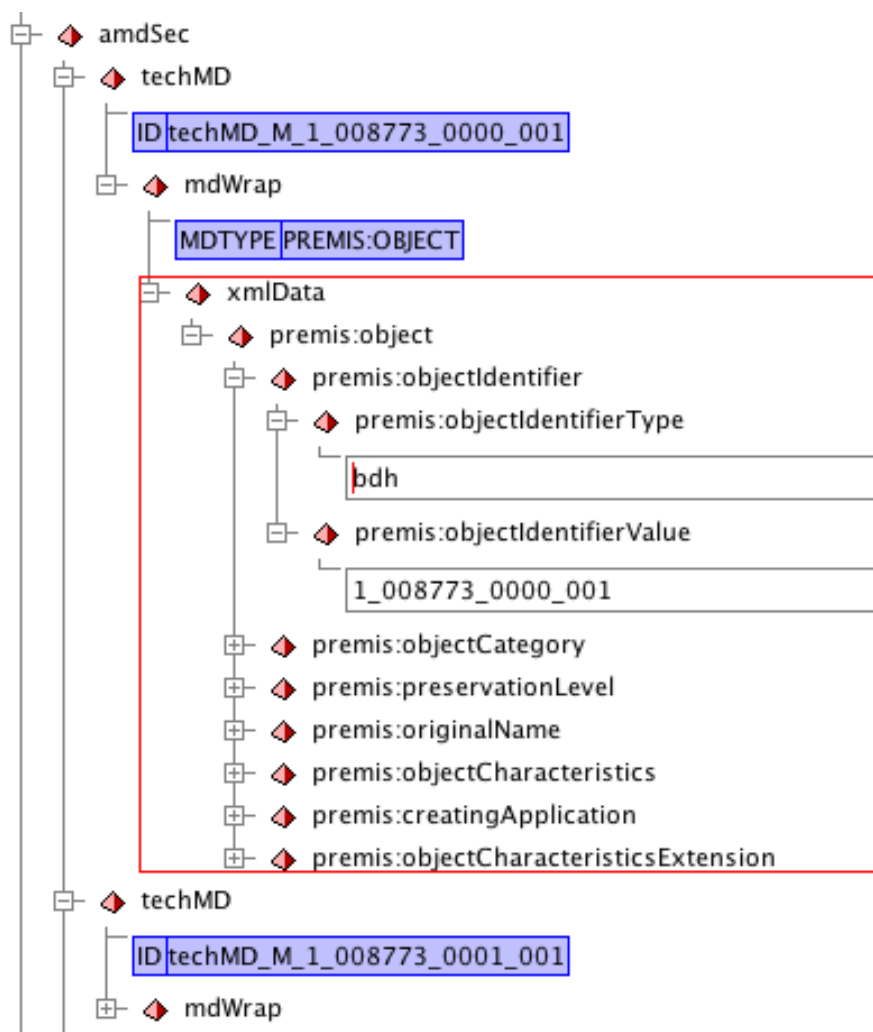 amdSec
techMD
ID techMD_M_1_008773_0000_001
mdWrap
MDTYPE PREMIS:OBJECT
xmlData
premis:object
premis:objectIdentifier
premis:objectIdentifierType
bdh
premis:objectIdentifierValue
1_008773_0000_001
premis:objectCategory
premis:preservationLevel
premis:originalName
premis:objectCharacteristics
premis:creatingApplication
premis:objectCharacteristicsExtension
techMD
ID techMD_M_1_008773_0001_001
mdWrap